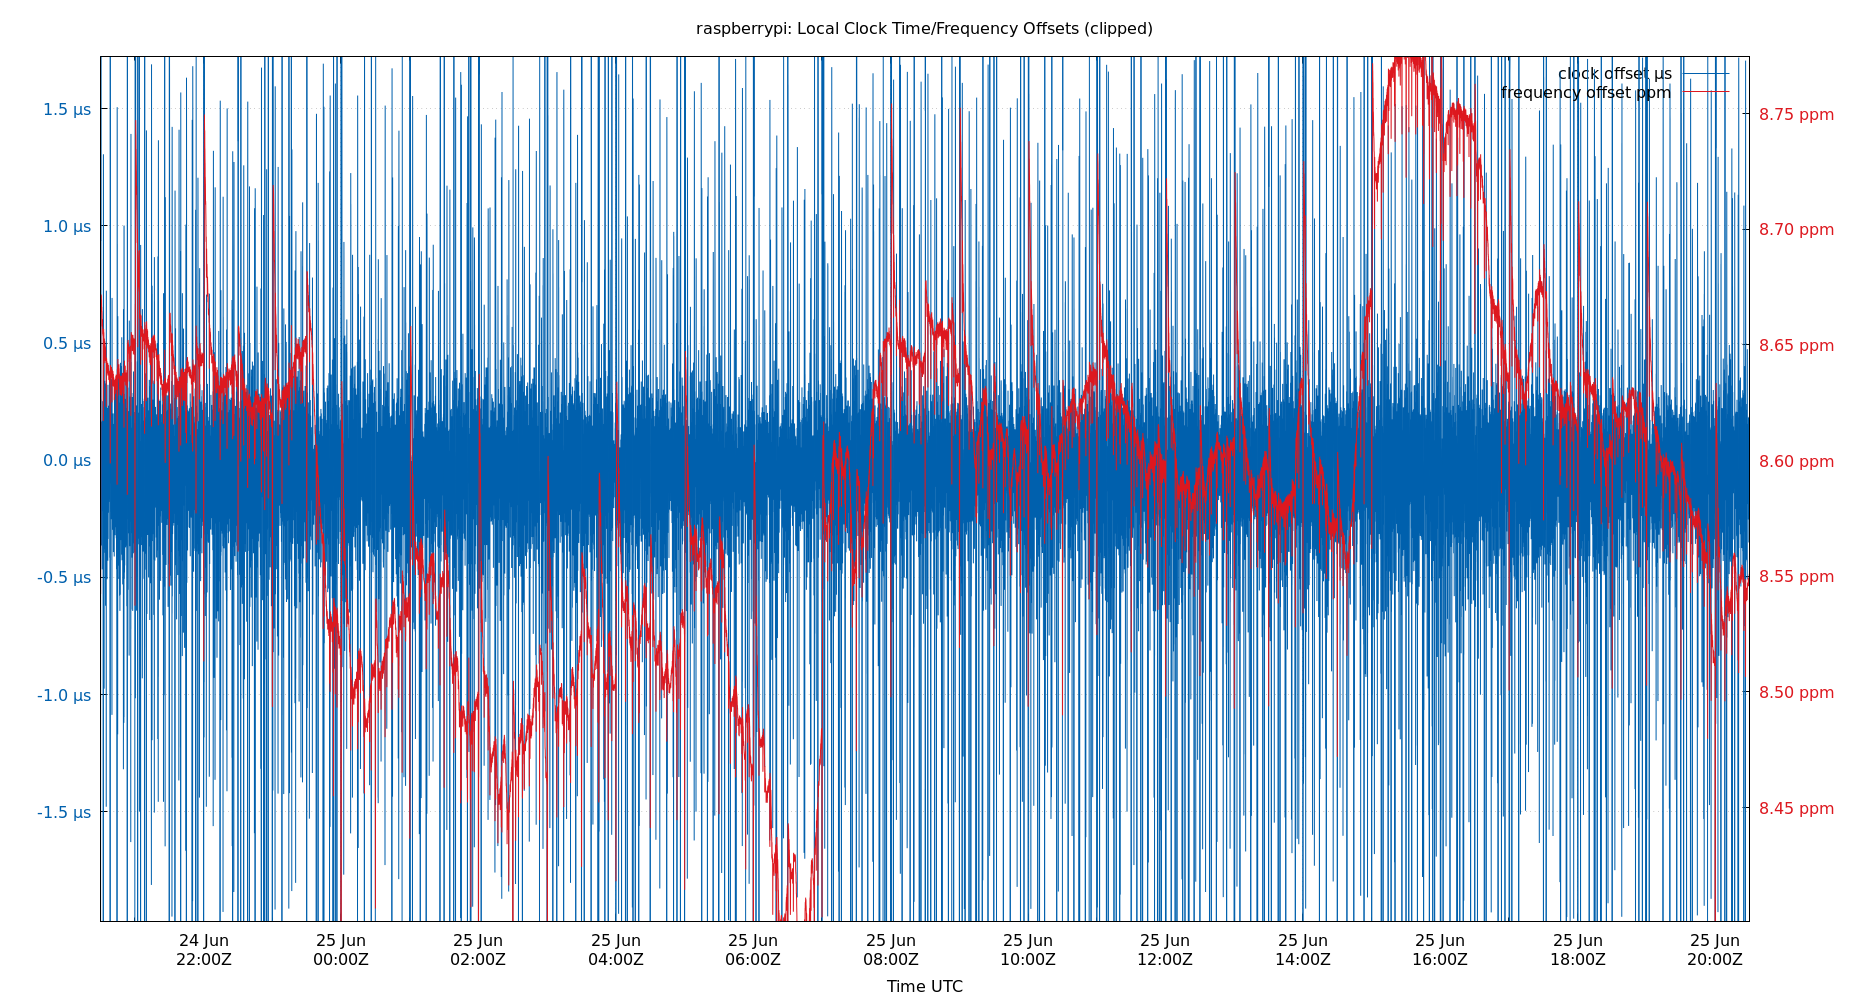 raspberrypi: Local Clock Time/Frequency Offsets (clipped)
clock offset µs
frequency offset ppm
1.5 µs
1.0 µs
0.5 µs
0.0 µs
-0.5 µs
-1.0 µs
-1.5 µs
8.75 ppm
8.70 ppm
8.65 ppm
8.60 ppm
8.55 ppm
8.50 ppm
8.45 ppm
24 Jun
22:00Z
25 Jun
00:00Z
25 Jun
02:00Z
25 Jun
04:00Z
25 Jun
06:00Z
25 Jun
08:00Z
25 Jun
10:00Z
25 Jun
12:00Z
25 Jun
14:00Z
25 Jun
16:00Z
25 Jun
18:00Z
25 Jun
20:00Z
Time UTC